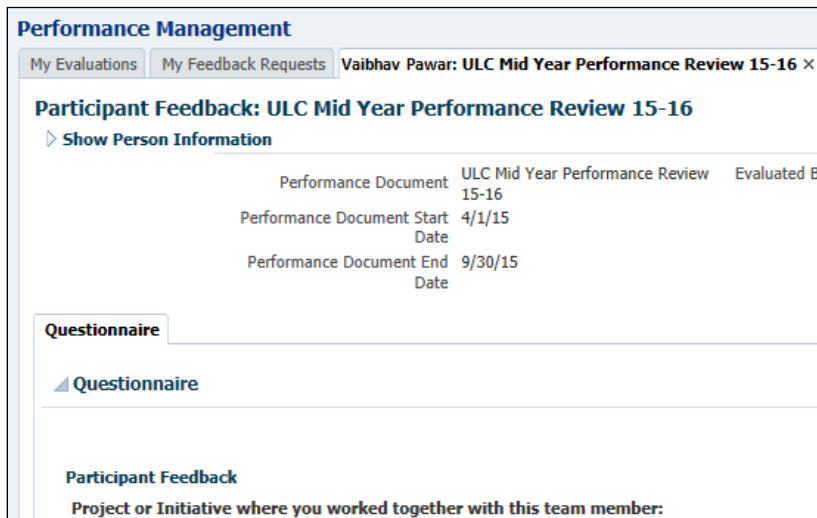 Performance Management
My Evaluations My Feedback Requests Vaibhav Pawar: ULC Mid Year Performance Review 15-16 ×
Participant Feedback: ULC Mid Year Performance Review 15-16
Show Person Information
Performance Document ULC Mid Year Performance Review Evaluated B
15-16
Performance Document Start 4/1/15
Date
Performance Document End 9/30/15
Date
Questionnaire
Questionnaire
Participant Feedback
Project or Initiative where you worked together with this team member: